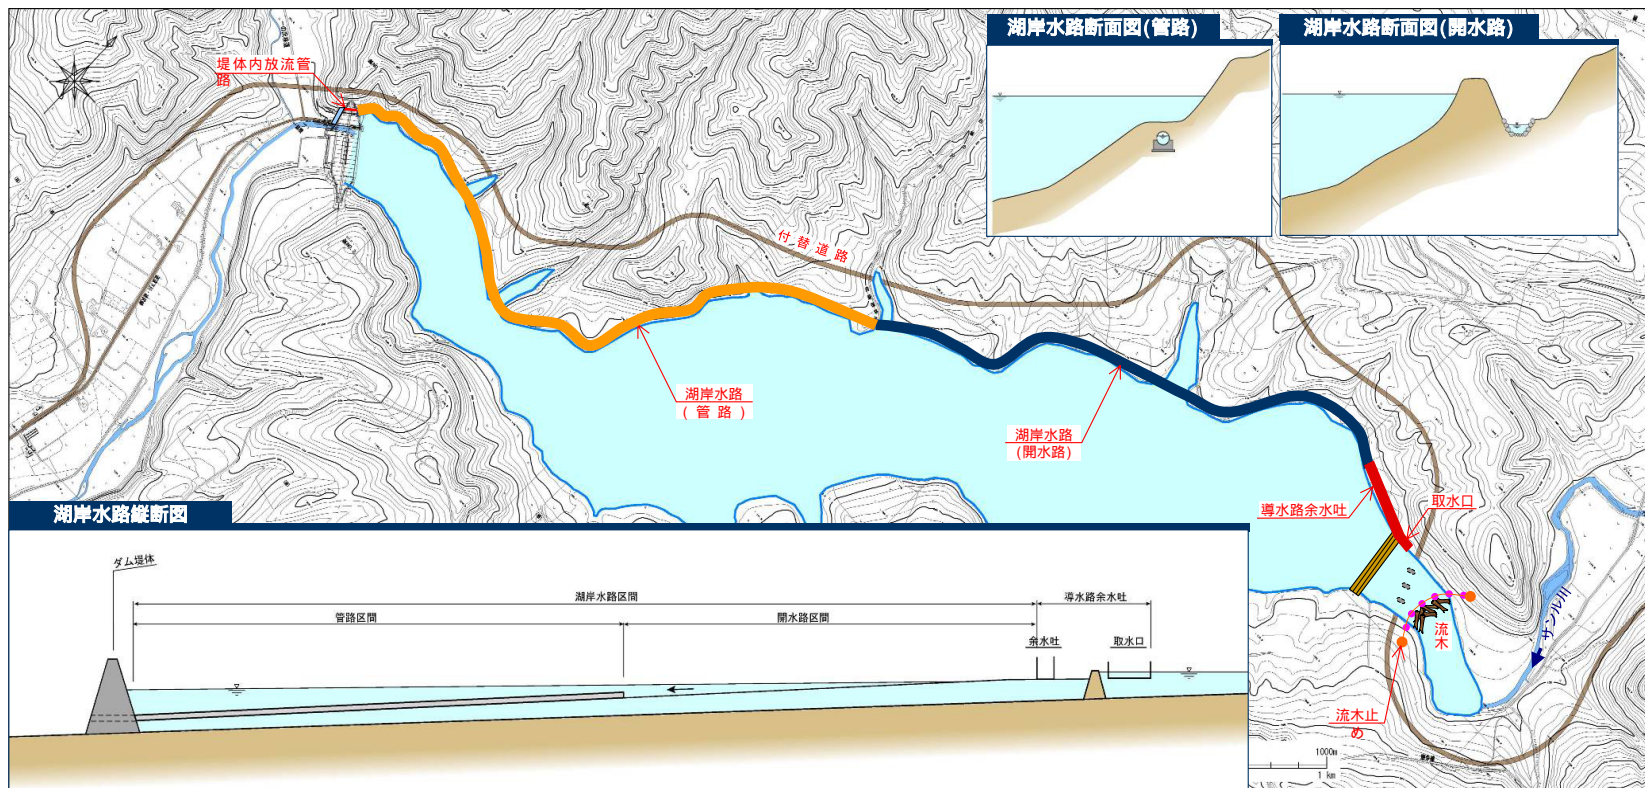 湖岸水路断面図(管路)
湖岸水路断面図(開水路)
堤体内放流管
路
付替道路
湖岸水路
(管路)
湖岸水路
(開水路)
導水路余水吐
取水口
サンル川
流
木
流木止
め
1000m
1 km
湖岸水路縦断図
ダム堤体
湖岸水路区間
導水路余水吐
管路区間
開水路区間
余水吐
取水口